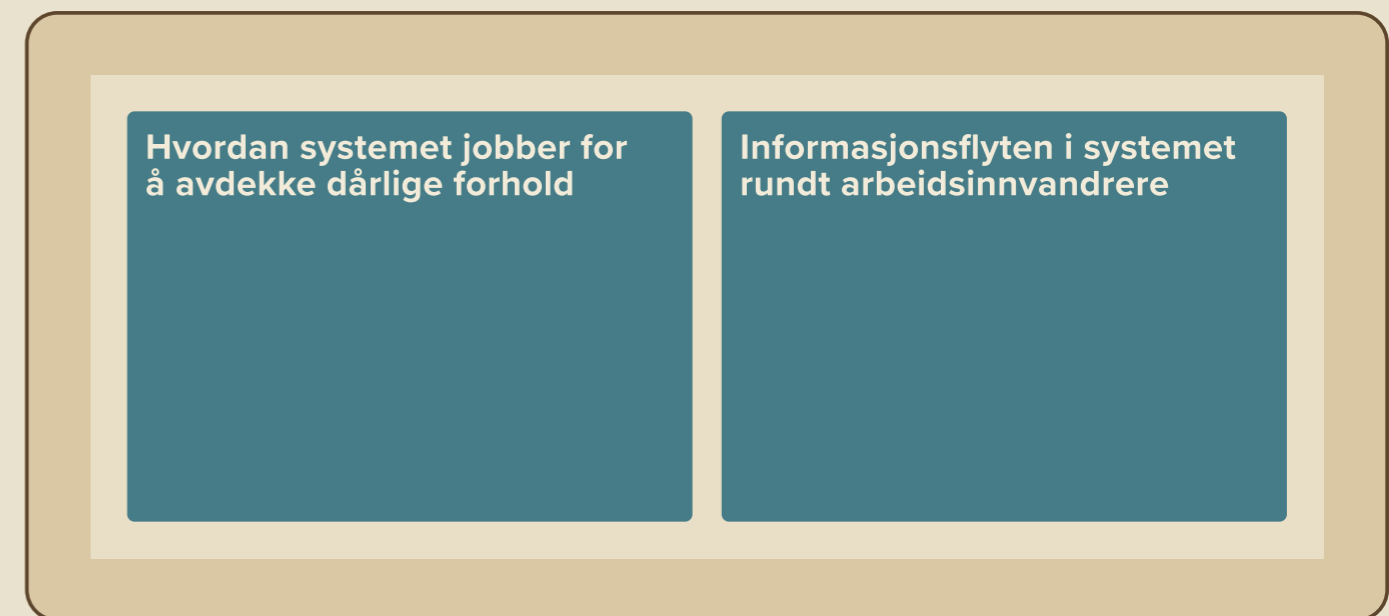 Hvordan systemet jobber for
å avdekke dårlige forhold
Informasjonsflyten i systemet
rundt arbeidsinnvandrere